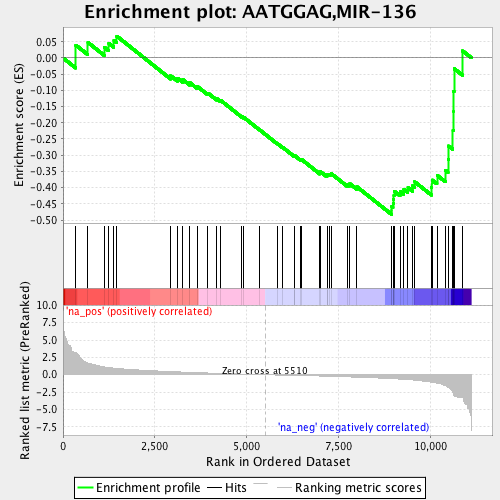 Enrichment plot: AATGGAG,MIR-136
Enrichment score (ES)
0.05
0.00
-0.05
-0.10
-0.15
-0.20
-0.25
-0.30
-0.35
-0.40
-0.45
-0.50
Ranked list metric (PreRanked)
10.0
7.5
5.0
2.5
0.0
-2.5
-5.0
-7.5
'na_pos' (positively correlated)
Zero cross at 5510
'na_neg' (negatively correlated)
0 2,500 5,000 7,500 10,000
Rank in Ordered Dataset
Enrichment profile Hits Ranking metric scores